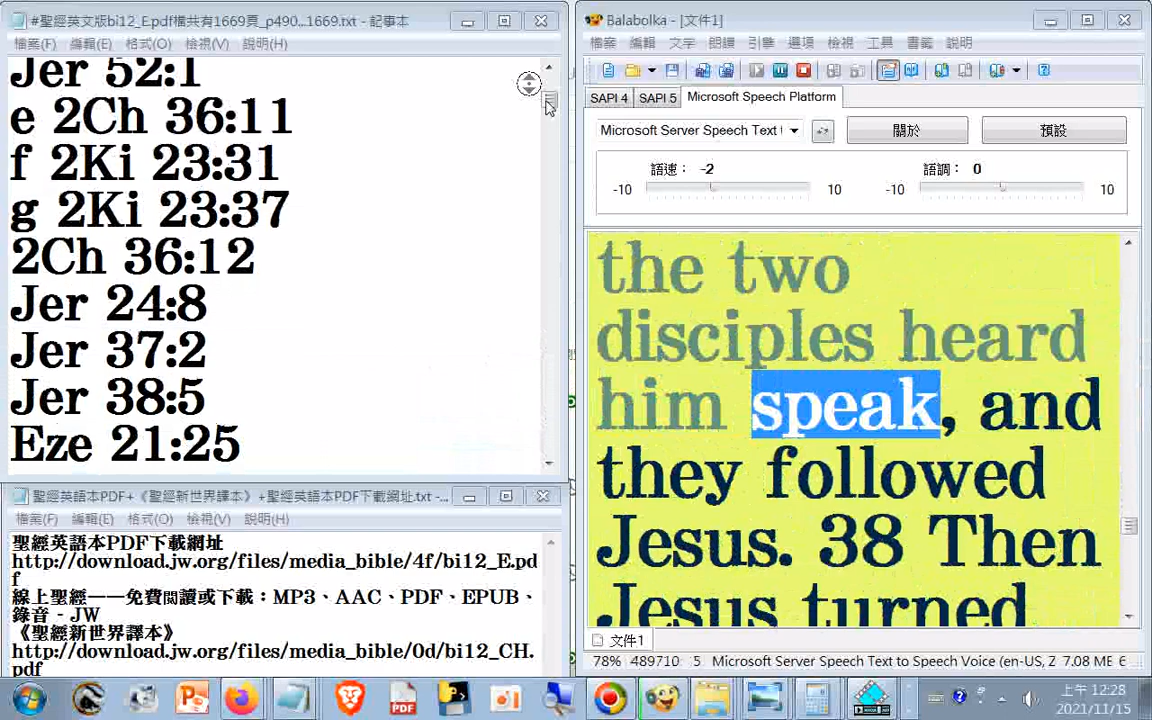 #聖經英文版bi12_E.pdf檔共有1669頁_p490...1669.txt - 記事本
檔案(F) 編輯(E) 格式(O) 檢視(V) 說明(H)
Jer 52:1
e 2Ch 36:11
f 2Ki 23:31
g 2Ki 23:37
2Ch 36:12
Jer 24:8
Jer 37:2
Jer 38:5
Eze 21:25
聖經英語本PDF+《聖經新世界譯本》+聖經英語本PDF下載網址.txt -...
檔案(F) 編輯(E) 格式(O) 檢視(V) 說明(H)
聖經英語本PDF下載網址
http://download.jw.org/files/media_bible/4f/bi12_E.pd
f
線上聖經——免費閱讀或下載：MP3、AAC、PDF、EPUB、
錄音 - JW
《聖經新世界譯本》
http://download.jw.org/files/media_bible/0d/bi12_CH.
pdf
Balabolka - [文件1]
檔案 編輯 文字 朗讀 引擎 選項 檢視 工具 書籤 說明
SAPI 4 SAPI 5 Microsoft Speech Platform
Microsoft Server Speech Text 關於 預設
語速： -2 語調： 0
-10 10 -10 10
the two
disciples heard
him speak, and
they followed
Jesus. 38 Then
Jesus turned
文件1
78% 489710 5 Microsoft Server Speech Text to Speech Voice (en-US, Z 7.08 MB 6
上午 12:28
2021/11/15